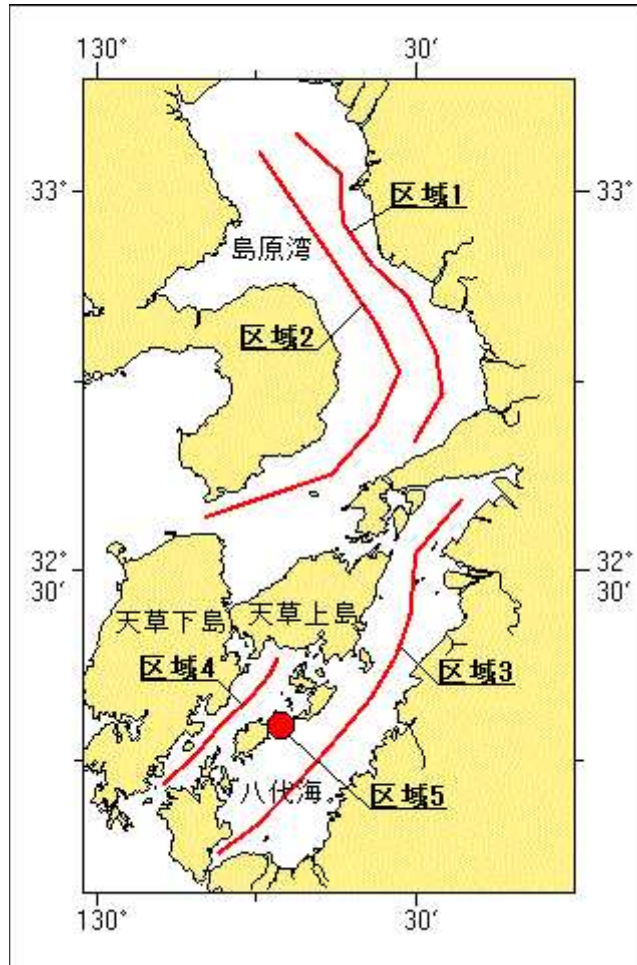 130° 30′
33° 33°
区域1
島原湾
区域2
32° 32°
30′ 30′
天草下島 天草上島
区域4 区域3
八代海 区域5
130° 30′